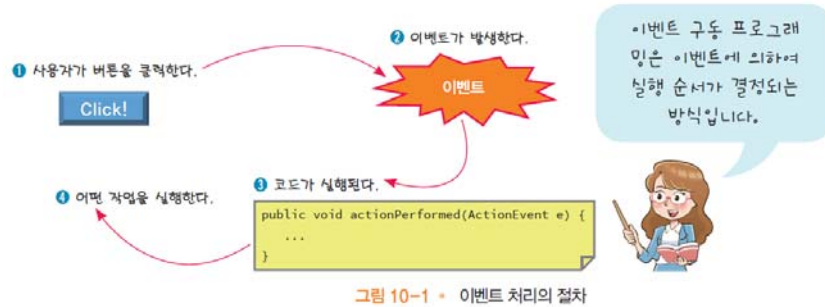 ❶ 사용자가 버튼을 클릭한다.
Click!
❷ 이벤트가 발생한다.
이벤트
❸ 코드가 실행된다.
public void actionPerformed(ActionEvent e) {
...
}
❹ 어떤 작업을 실행한다.
이벤트 구동 프로그래
밍은 이벤트에 의하여
실행 순서가 결정되는
방식입니다.
그림 10-1 • 이벤트 처리의 절차